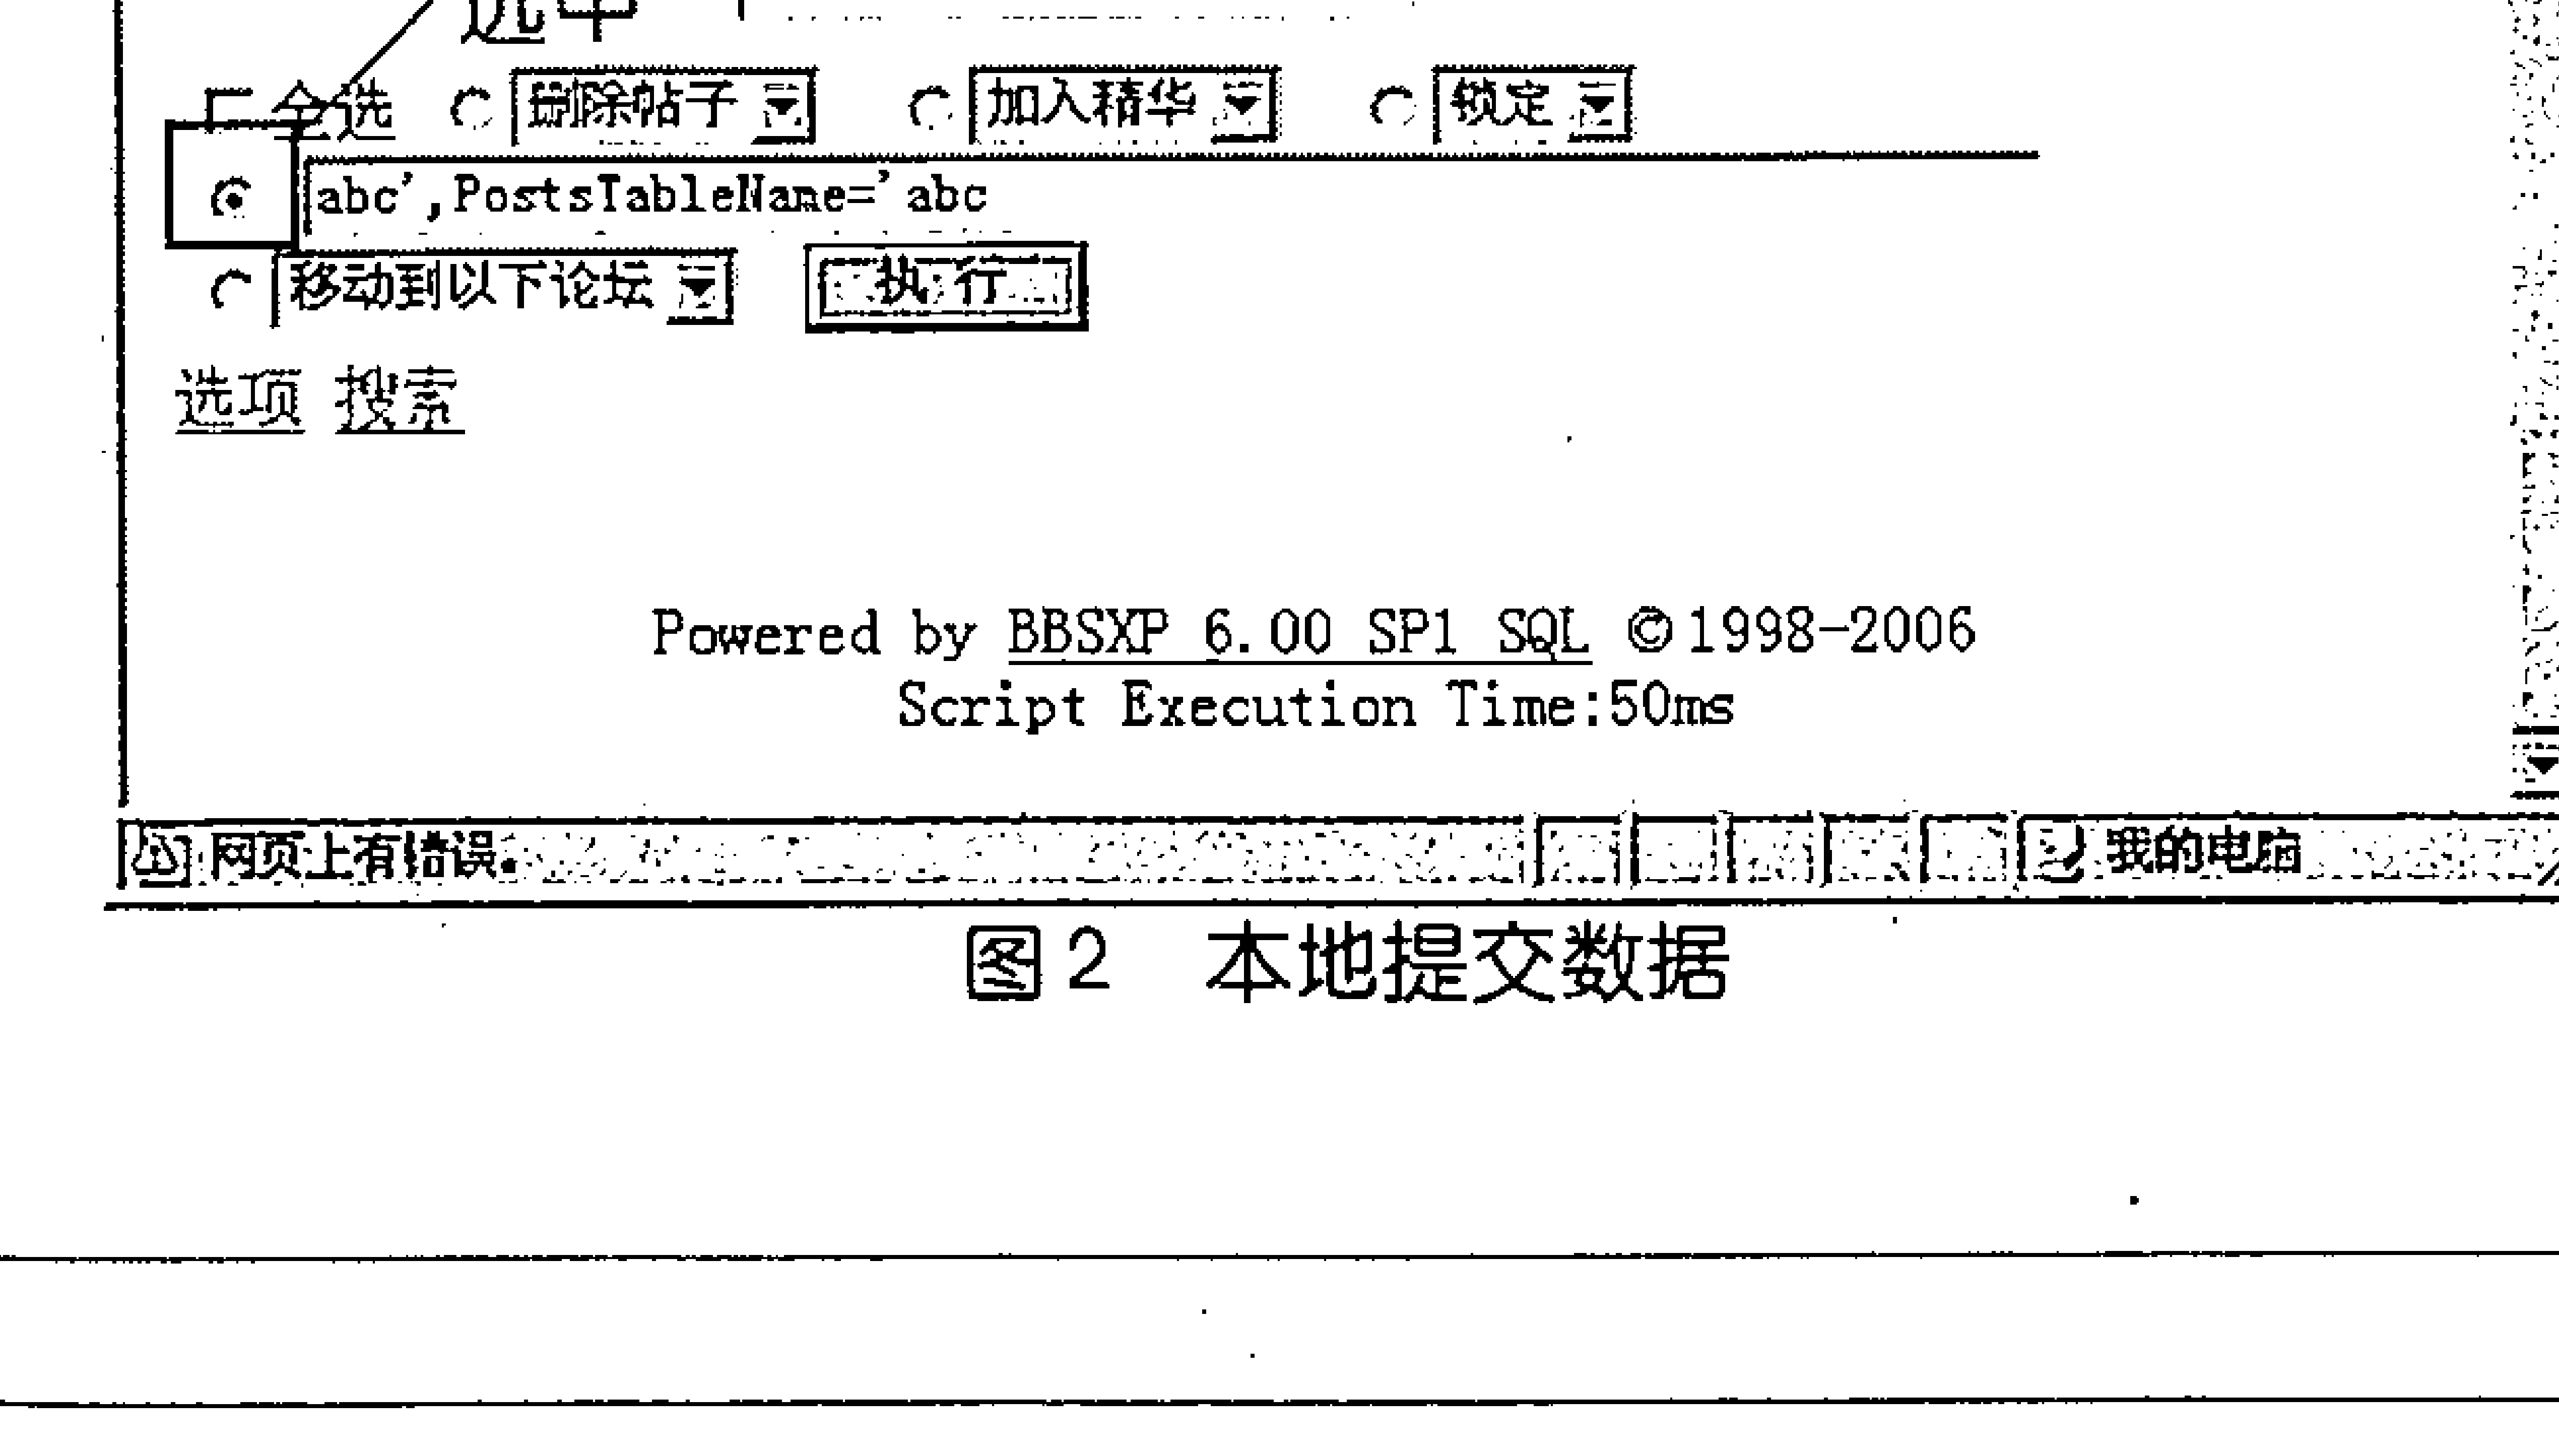 选中
全选 删除帖子 加入精华 锁定
abc',PostsTableName='abc
移动到以下论坛 执 行
选项 搜索
Powered by BBSXP 6.00 SP1 SQL ©1998-2006
Script Execution Time:50ms
网页上有错误。 我的电脑
图2 本地提交数据